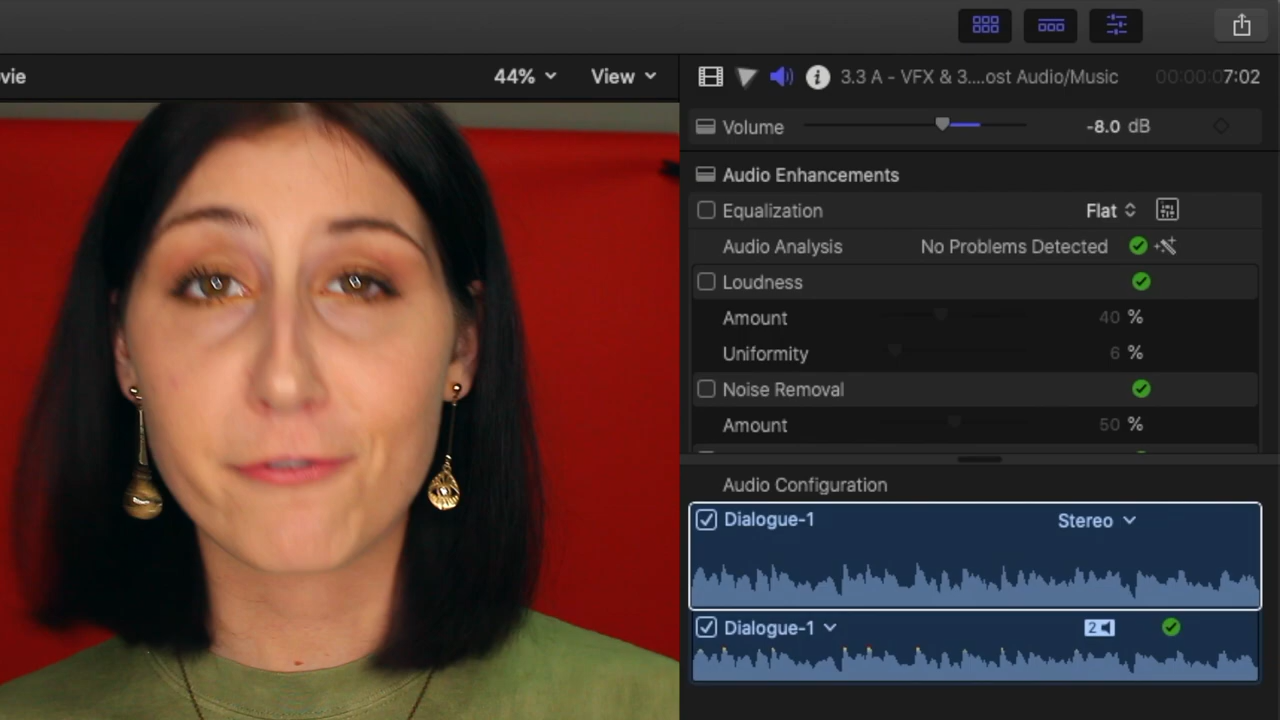 vie
44%
View
3.3 A - VFX & 3....ost Audio/Music
00:00:07:02
Volume
-8.0 dB
Audio Enhancements
Equalization
Flat
Audio Analysis
No Problems Detected
Loudness
Amount
40 %
Uniformity
6 %
Noise Removal
Amount
50 %
Audio Configuration
Dialogue-1
Stereo
Dialogue-1
2